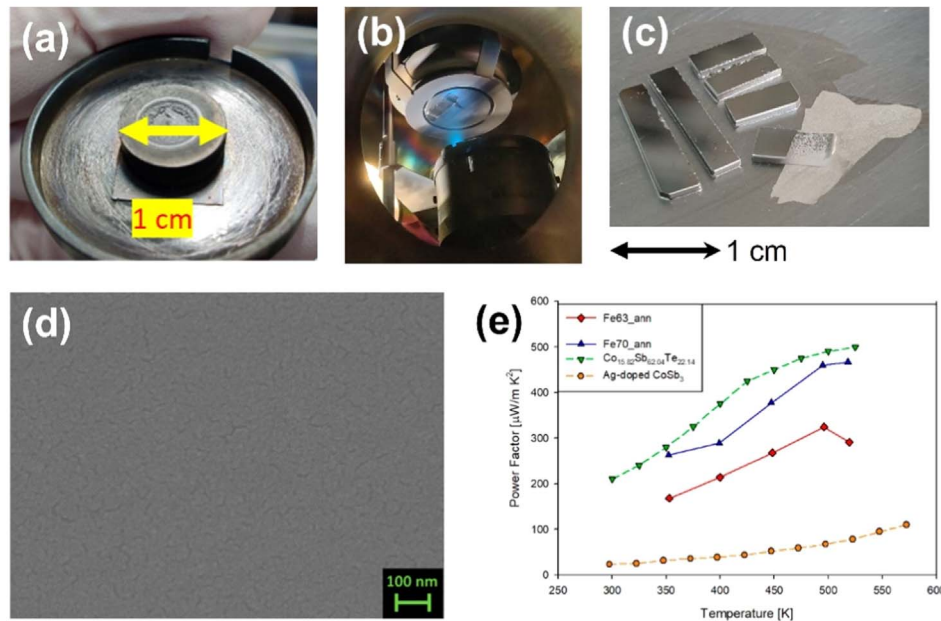 (a)
1 cm
(b)
(c)
1 cm
(d)
100 nm
(e)
Fe63_ann
Fe70_ann
Co₁₅.₈₂Sb₆₂.₀₄Te₂₂.₁₄
Ag-doped CoSb₃
600
500
400
300
200
100
0
Power Factor [µW/m K²]
250
300
350
400
450
500
550
600
Temperature [K]